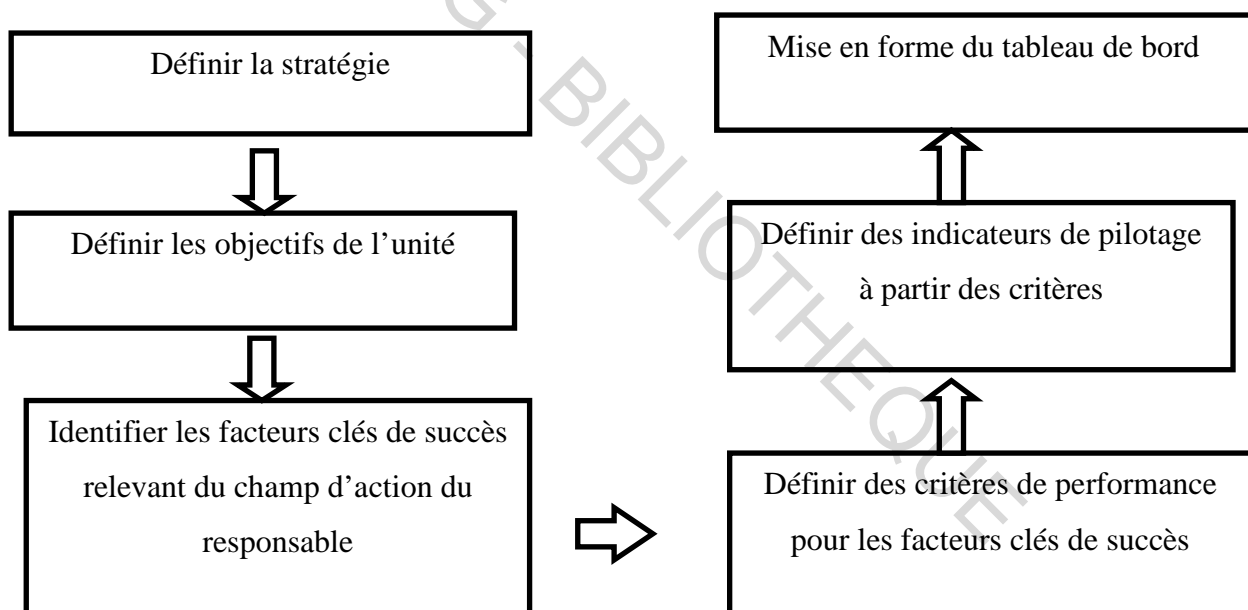 Définir la stratégie
Définir les objectifs de l’unité
Identifier les facteurs clés de succès
relevant du champ d’action du
responsable
Définir des critères de performance
pour les facteurs clés de succès
Définir des indicateurs de pilotage
à partir des critères
Mise en forme du tableau de bord
G - BIBLIOTHEQUE